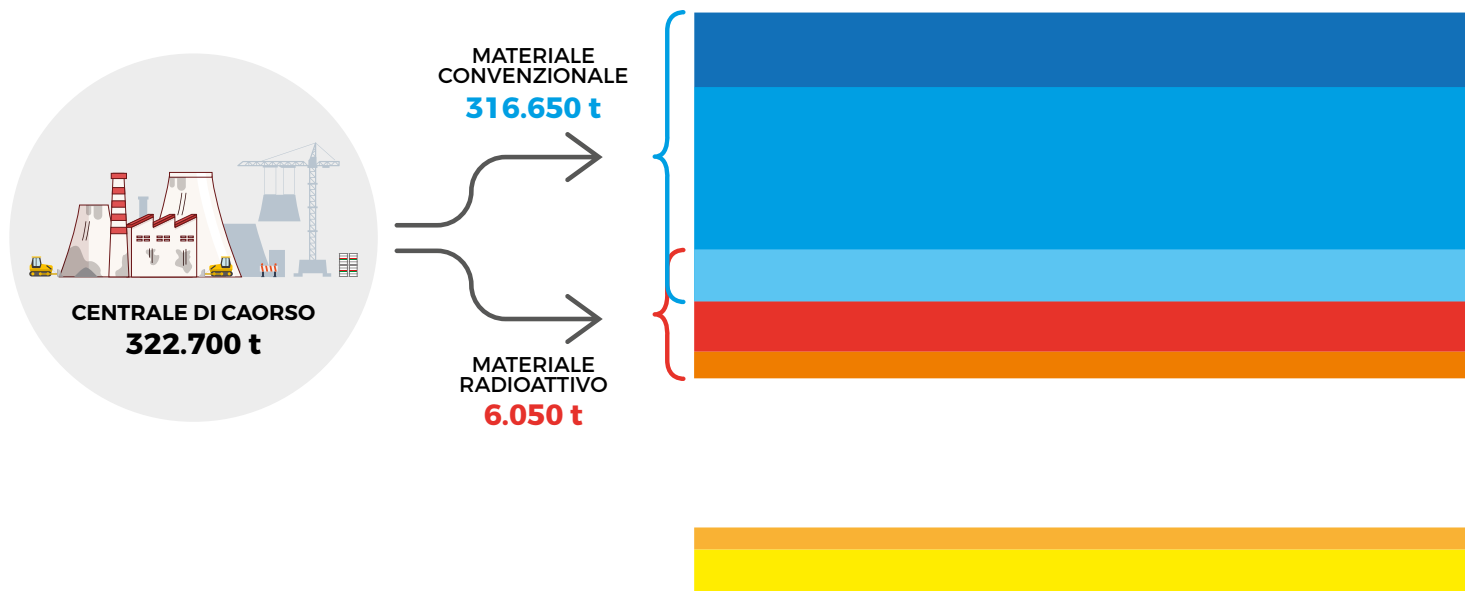 MATERIALE
CONVENZIONALE
316.650 t
CENTRALE DI CAORSO
322.700 t
MATERIALE
RADIOATTIVO
6.050 t